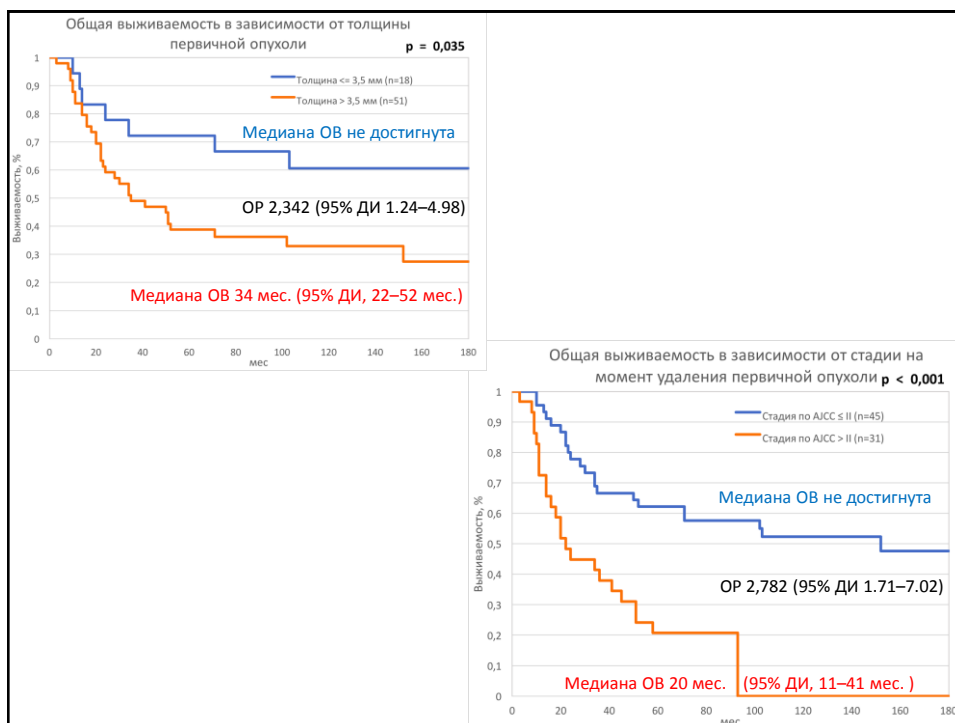 Общая выживаемость в зависимости от толщины
первичной опухоли
p = 0,035
1
0,9
0,8
0,7
0,6
0,5
0,4
0,3
0,2
0,1
0
Выживаемость, %
Толщина <= 3,5 мм (n=18)
Толщина > 3,5 мм (n=51)
Медиана ОВ не достигнута
ОР 2,342 (95% ДИ 1.24–4.98)
Медиана ОВ 34 мес. (95% ДИ, 22–52 мес.)
0 20 40 60 80 100 120 140 160 180
мес
Общая выживаемость в зависимости от стадии на
момент удаления первичной опухоли p < 0,001
1
0,9
0,8
0,7
0,6
0,5
0,4
0,3
0,2
0,1
0
Выживаемость, %
Стадия по AJCC ≤ II (n=45)
Стадия по AJCC > II (n=31)
Медиана ОВ не достигнута
ОР 2,782 (95% ДИ 1.71–7.02)
Медиана ОВ 20 мес. (95% ДИ, 11–41 мес. )
0 20 40 60 80 100 120 140 160 180
мес